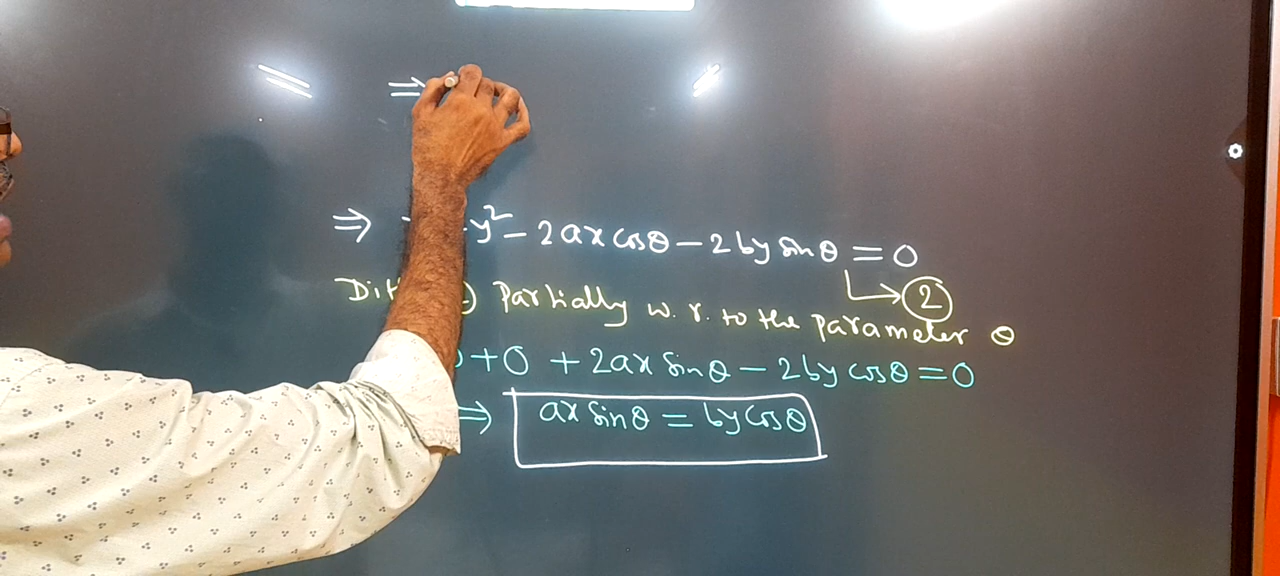 ⇒
⇒ y² - 2ax cosθ - 2by sinθ = 0
→ ②
Partially w.r. to the parameter θ
+0 + 2ax sinθ - 2by cosθ = 0
⇒ ax sinθ = by cosθ